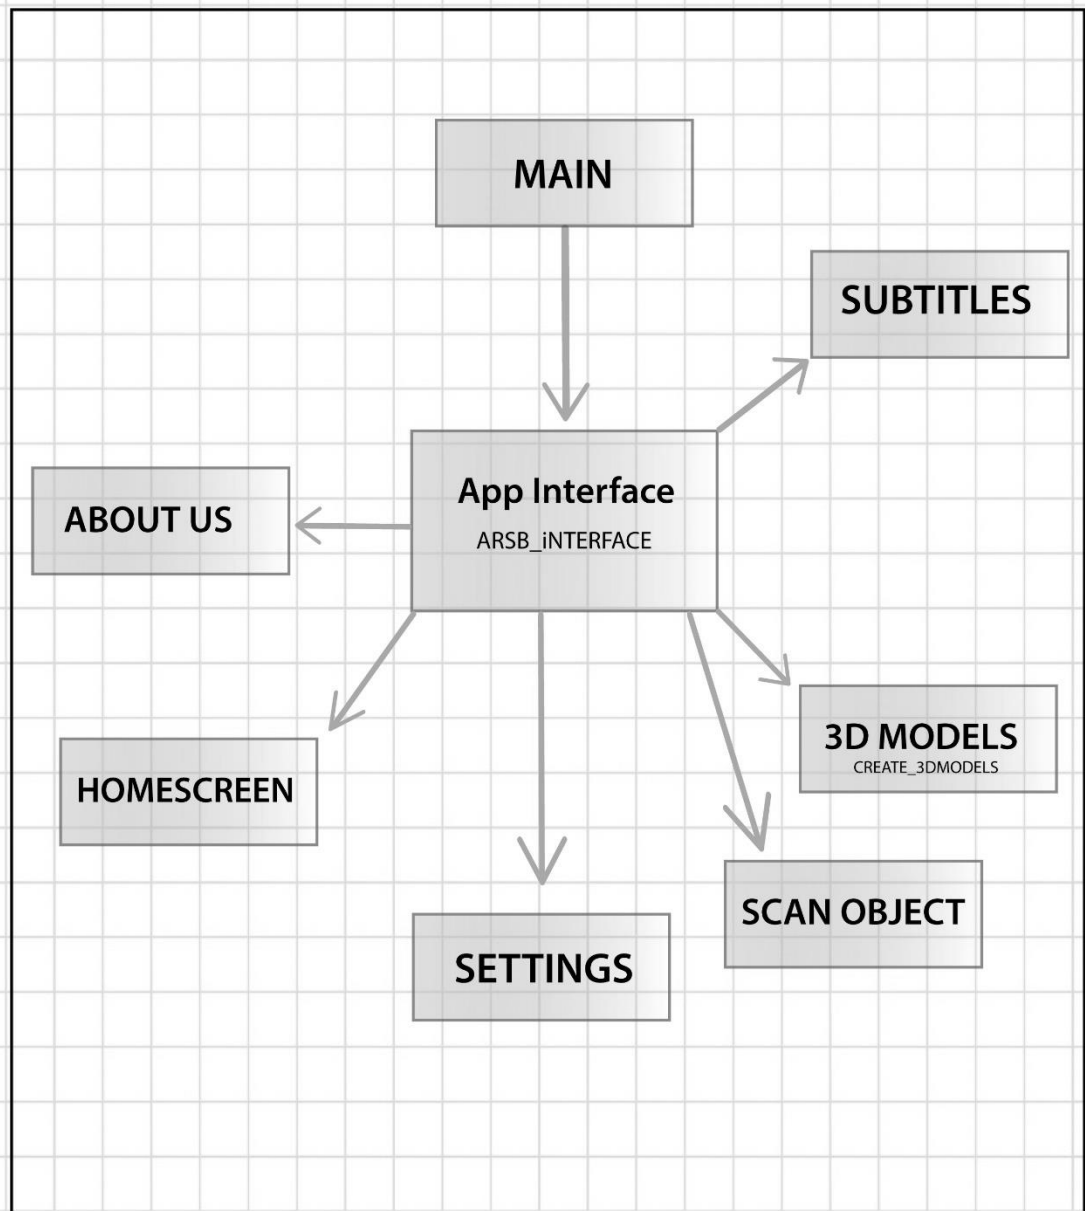 MAIN
SUBTITLES
App Interface
ARSB_iNTERFACE
ABOUT US
3D MODELS
CREATE_3DMODELS
HOMESCREEN
SCAN OBJECT
SETTINGS